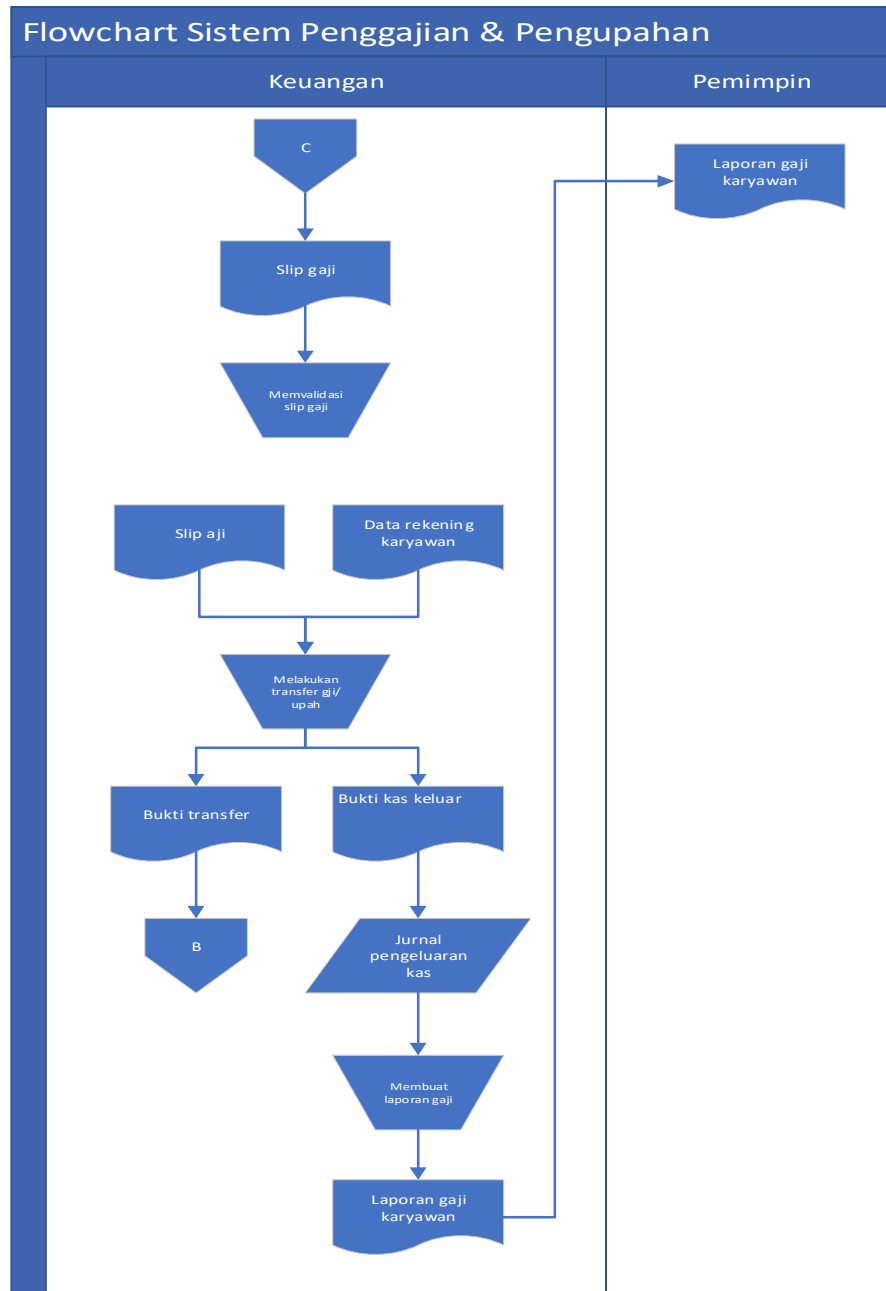 Flowchart Sistem Penggajian & Pengupahan
Keuangan
Pemimpin
C
Laporan gaji
karyawan
Slip gaji
Memvalidasi
slip gaji
Slip aji
Data rekening
karyawan
Melakukan
transfer gji/
upah
Bukti transfer
Bukti kas keluar
B
Jurnal
pengeluaran
kas
Membuat
laporan gaji
Laporan gaji
karyawan